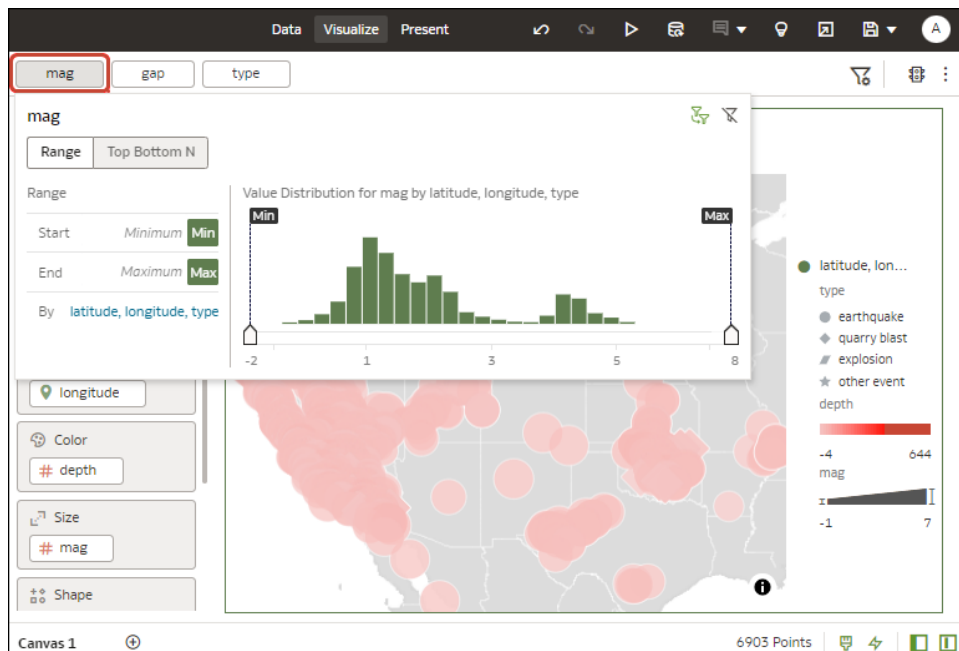 Data Visualize Present A
mag gap type
mag
Range Top Bottom N
Range
Value Distribution for mag by latitude, longitude, type
Min Max
Start Minimum Min
End Maximum Max
By latitude, longitude, type
-2 1 3 5 8
latitude, lon...
type
earthquake
quarry blast
explosion
other event
depth
-4 644
mag
-1 7
longitude
Color
# depth
Size
# mag
Shape
i
Canvas 1
6903 Points